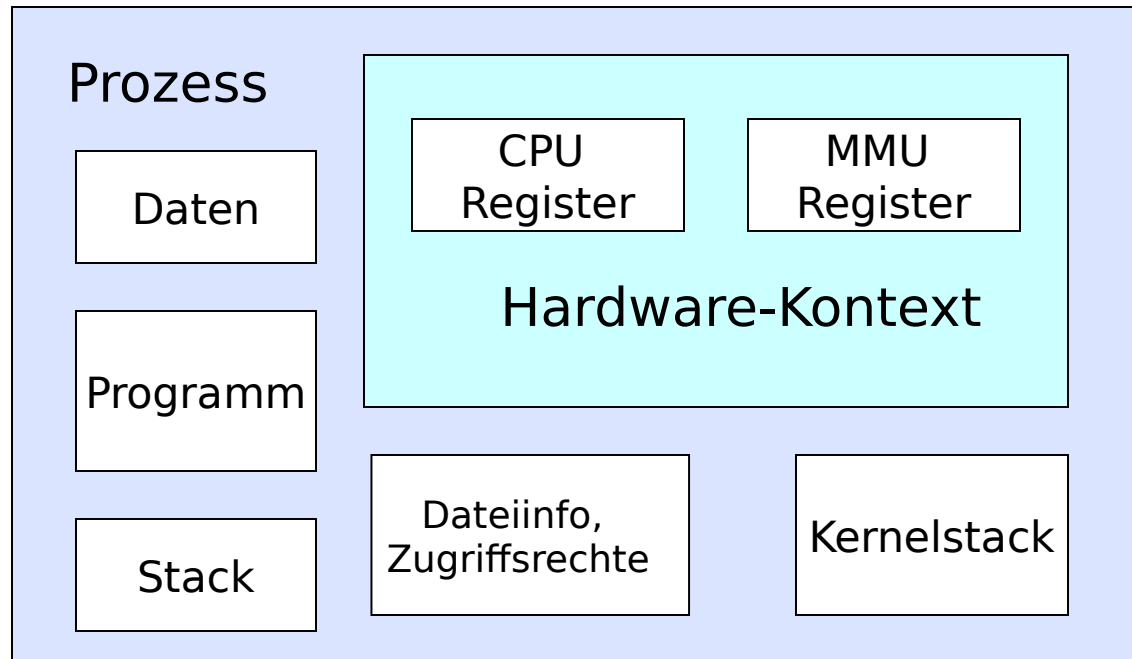 Prozess
Daten
Programm
Stack
CPU
Register
MMU
Register
Hardware-Kontext
Dateiinfo,
Zugriffsrechte
Kernelstack